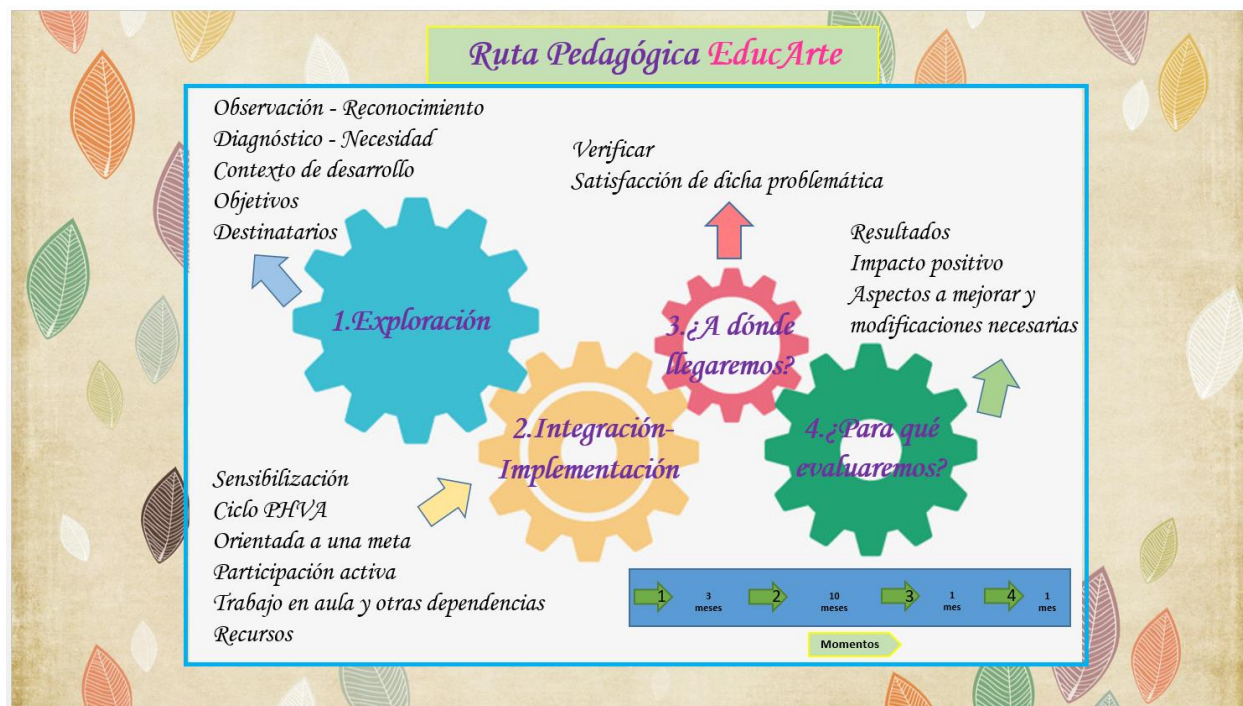 Ruta Pedagógica EducArte
Observación - Reconocimiento
Diagnóstico - Necesidad
Contexto de desarrollo
Objetivos
Destinatarios
1.Exploración
Sensibilización
Ciclo PHVA
Orientada a una meta
Participación activa
Trabajo en aula y otras dependencias
Recursos
2.Integración-
Implementación
Verificar
Satisfacción de dicha problemática
3.¿A dónde
llegaremos?
Resultados
Impacto positivo
Aspectos a mejorar y
modificaciones necesarias
4.¿Para qué
evaluaremos?
1
3
meses
2
10
meses
3
1
mes
4
1
mes
Momentos